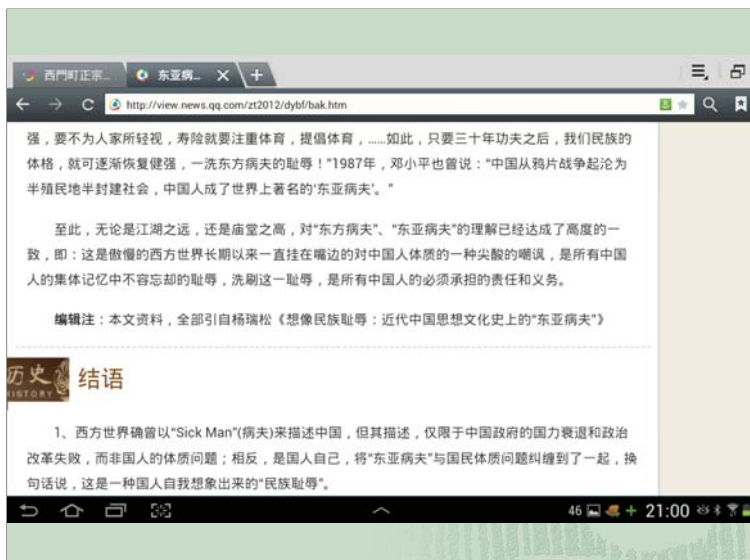 西門町正宗...
东亚病...
http://view.news.qq.com/zt2012/dybf/bak.htm
强，要不为人家所轻视，寿险就要注重体育，提倡体育，......如此，只要三十年功夫之后，我们民族的
体格，就可逐渐恢复健强，一洗东方病夫的耻辱！"1987年，邓小平也曾说："中国从鸦片战争起沦为
半殖民地半封建社会，中国人成了世界上著名的'东亚病夫'。"
至此，无论是江湖之远，还是庙堂之高，对"东方病夫"、"东亚病夫"的理解已经达成了高度的一
致，即：这是傲慢的西方世界长期以来一直挂在嘴边的对中国人体质的一种尖酸的嘲讽，是所有中国
人的集体记忆中不容忘却的耻辱，洗刷这一耻辱，是所有中国人的必须承担的责任和义务。
编辑注：本文资料，全部引自杨瑞松《想像民族耻辱：近代中国思想文化史上的"东亚病夫"》
历史
HISTORY
结语
1、西方世界确曾以"Sick Man"(病夫)来描述中国，但其描述，仅限于中国政府的国力衰退和政治
改革失败，而非国人的体质问题；相反，是国人自己，将"东亚病夫"与国民体质问题纠缠到了一起，换
句话说，这是一种国人自我想象出来的"民族耻辱"。
46
21:00